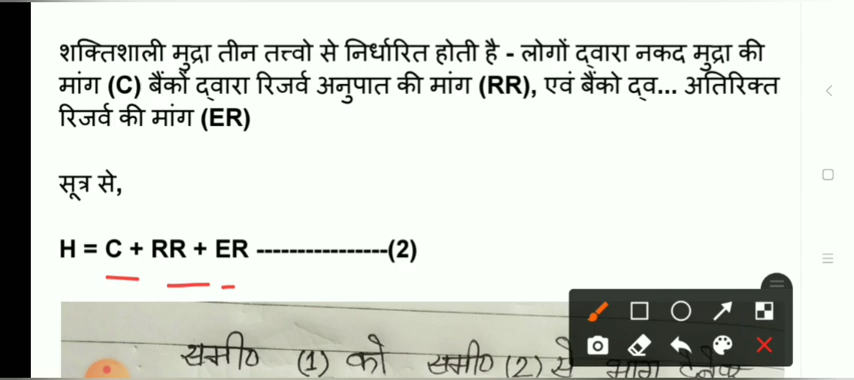 शक्तिशाली मुद्रा तीन तत्त्वो से निर्धारित होती है - लोगों द्वारा नकद मुद्रा की
मांग (C) बैंकों द्वारा रिजर्व अनुपात की मांग (RR), एवं बैंको द्व... अतिरिक्त
रिजर्व की मांग (ER)
सूत्र से,
H = C + RR + ER -----------------(2)
समी० (1) को समी० (2) से भाग देने पर